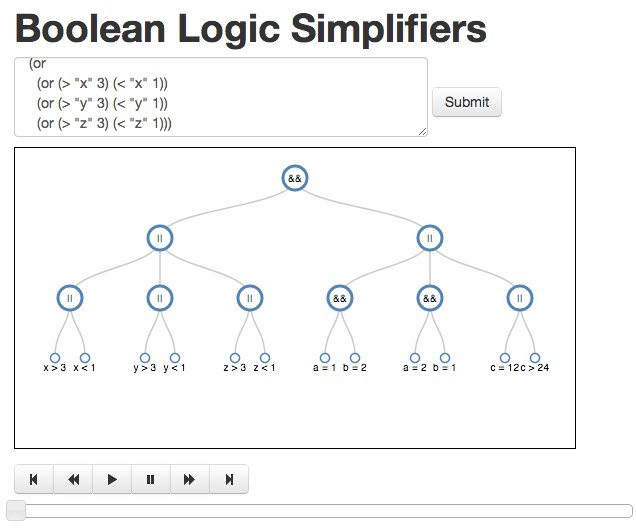 Boolean Logic Simplifiers
(or
(or (> "x" 3) (< "x" 1))
(or (> "y" 3) (< "y" 1))
(or (> "z" 3) (< "z" 1)))
Submit
&&
|| ||
|| || || && && ||
x > 3 x < 1 y > 3 y < 1 z > 3 z < 1 a = 1 b = 2 a = 2 b = 1 c = 12 c > 24